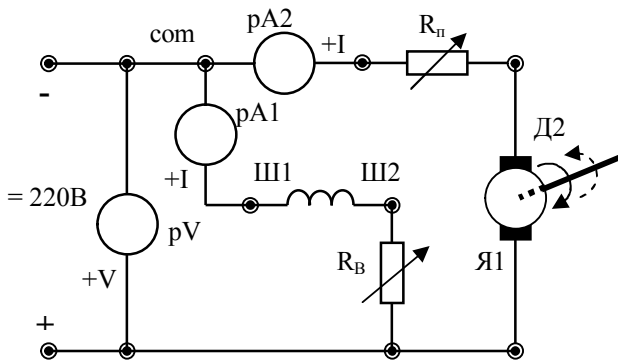 pA2
com
+I
Rп
-
pA1
Д2
+I
Ш1
Ш2
= 220В
pV
RВ
Я1
+V
+